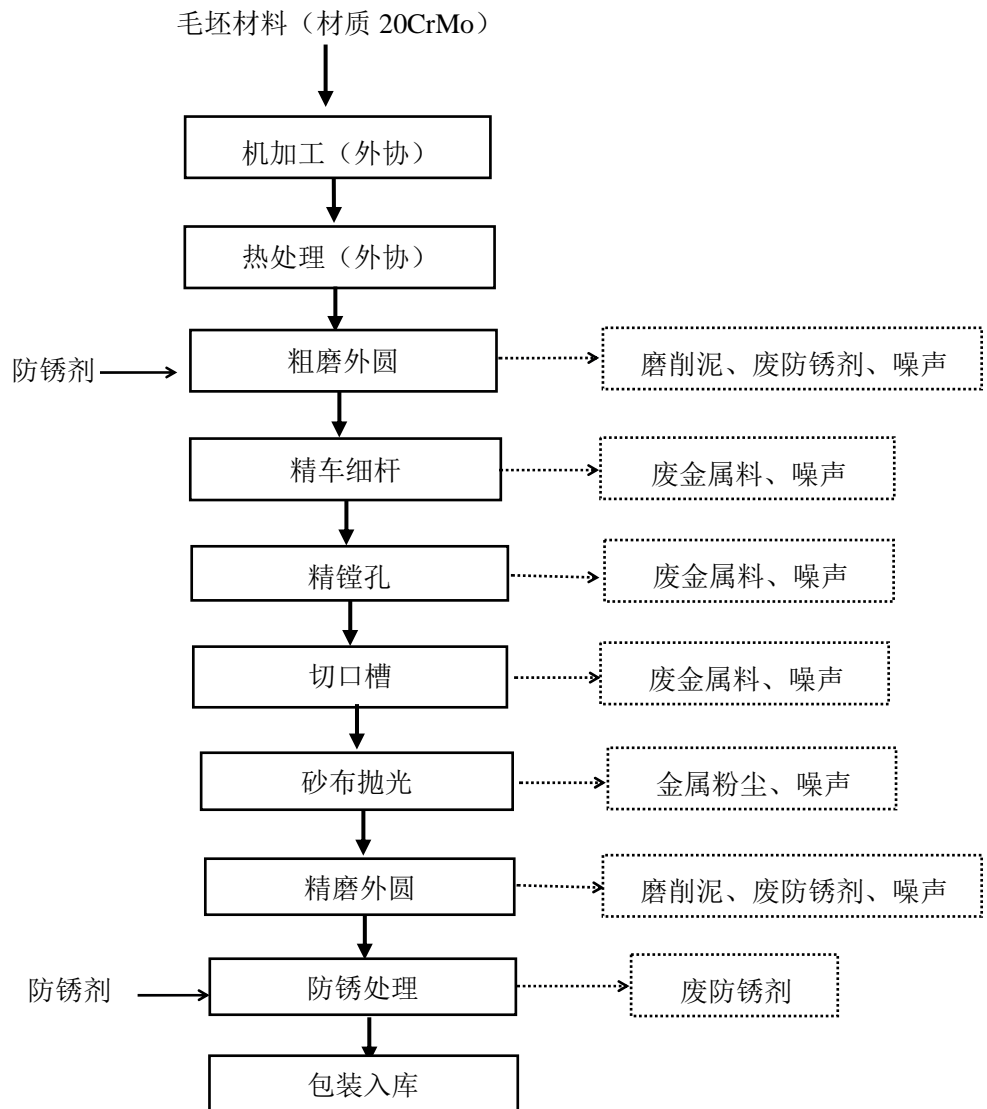 毛坯材料（材质 20CrMo）
机加工（外协）
热处理（外协）
防锈剂
粗磨外圆
磨削泥、废防锈剂、噪声
精车细杆
废金属料、噪声
精镗孔
废金属料、噪声
切口槽
废金属料、噪声
砂布抛光
金属粉尘、噪声
精磨外圆
磨削泥、废防锈剂、噪声
防锈剂
防锈处理
废防锈剂
包装入库